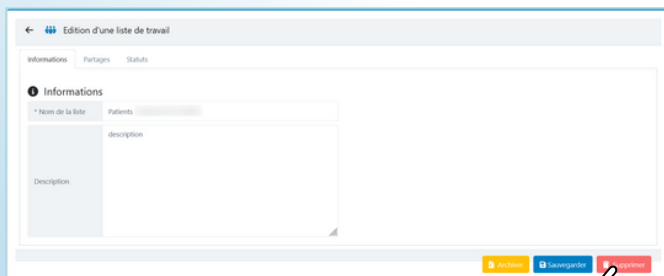 Edition d'une liste de travail
Informations Partages Statuts
Informations
* Nom de la liste Patients
Description description
Archiver Sauvegarder Supprimer